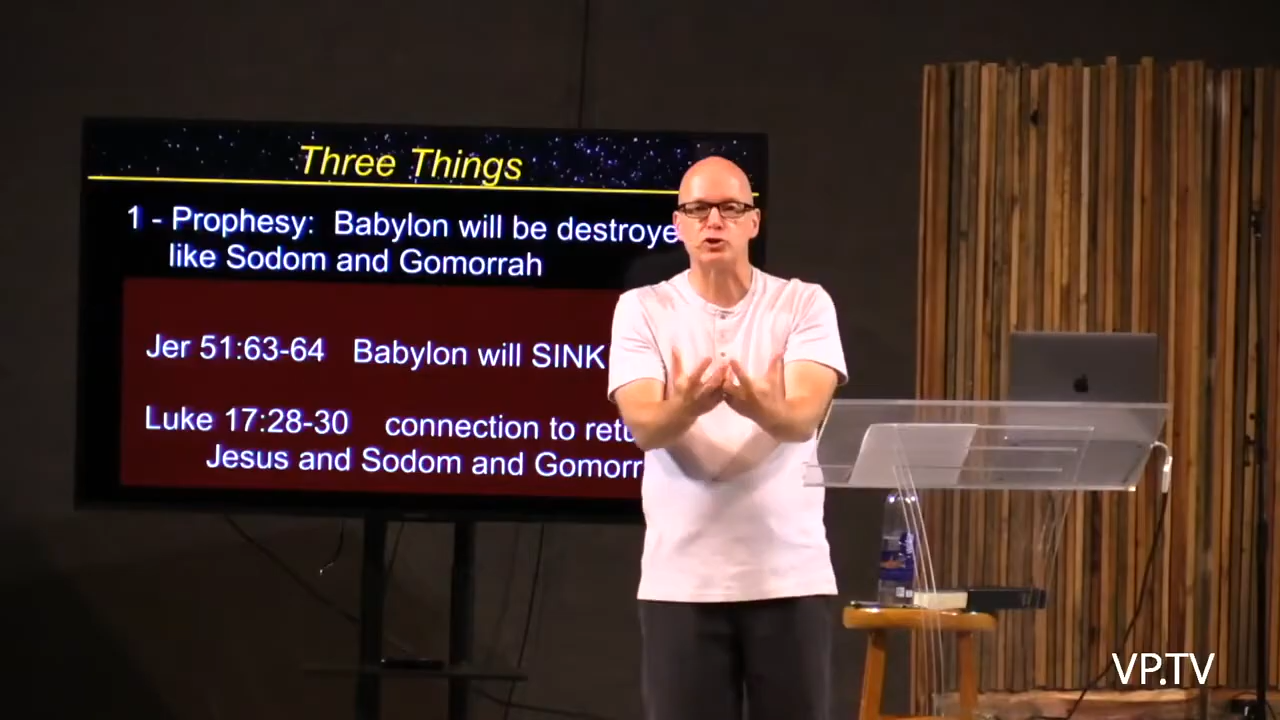 Three Things
1 - Prophesy: Babylon will be destroye
like Sodom and Gomorrah
Jer 51:63-64 Babylon will SINK
Luke 17:28-30 connection to retu
Jesus and Sodom and Gomorr
VP.TV